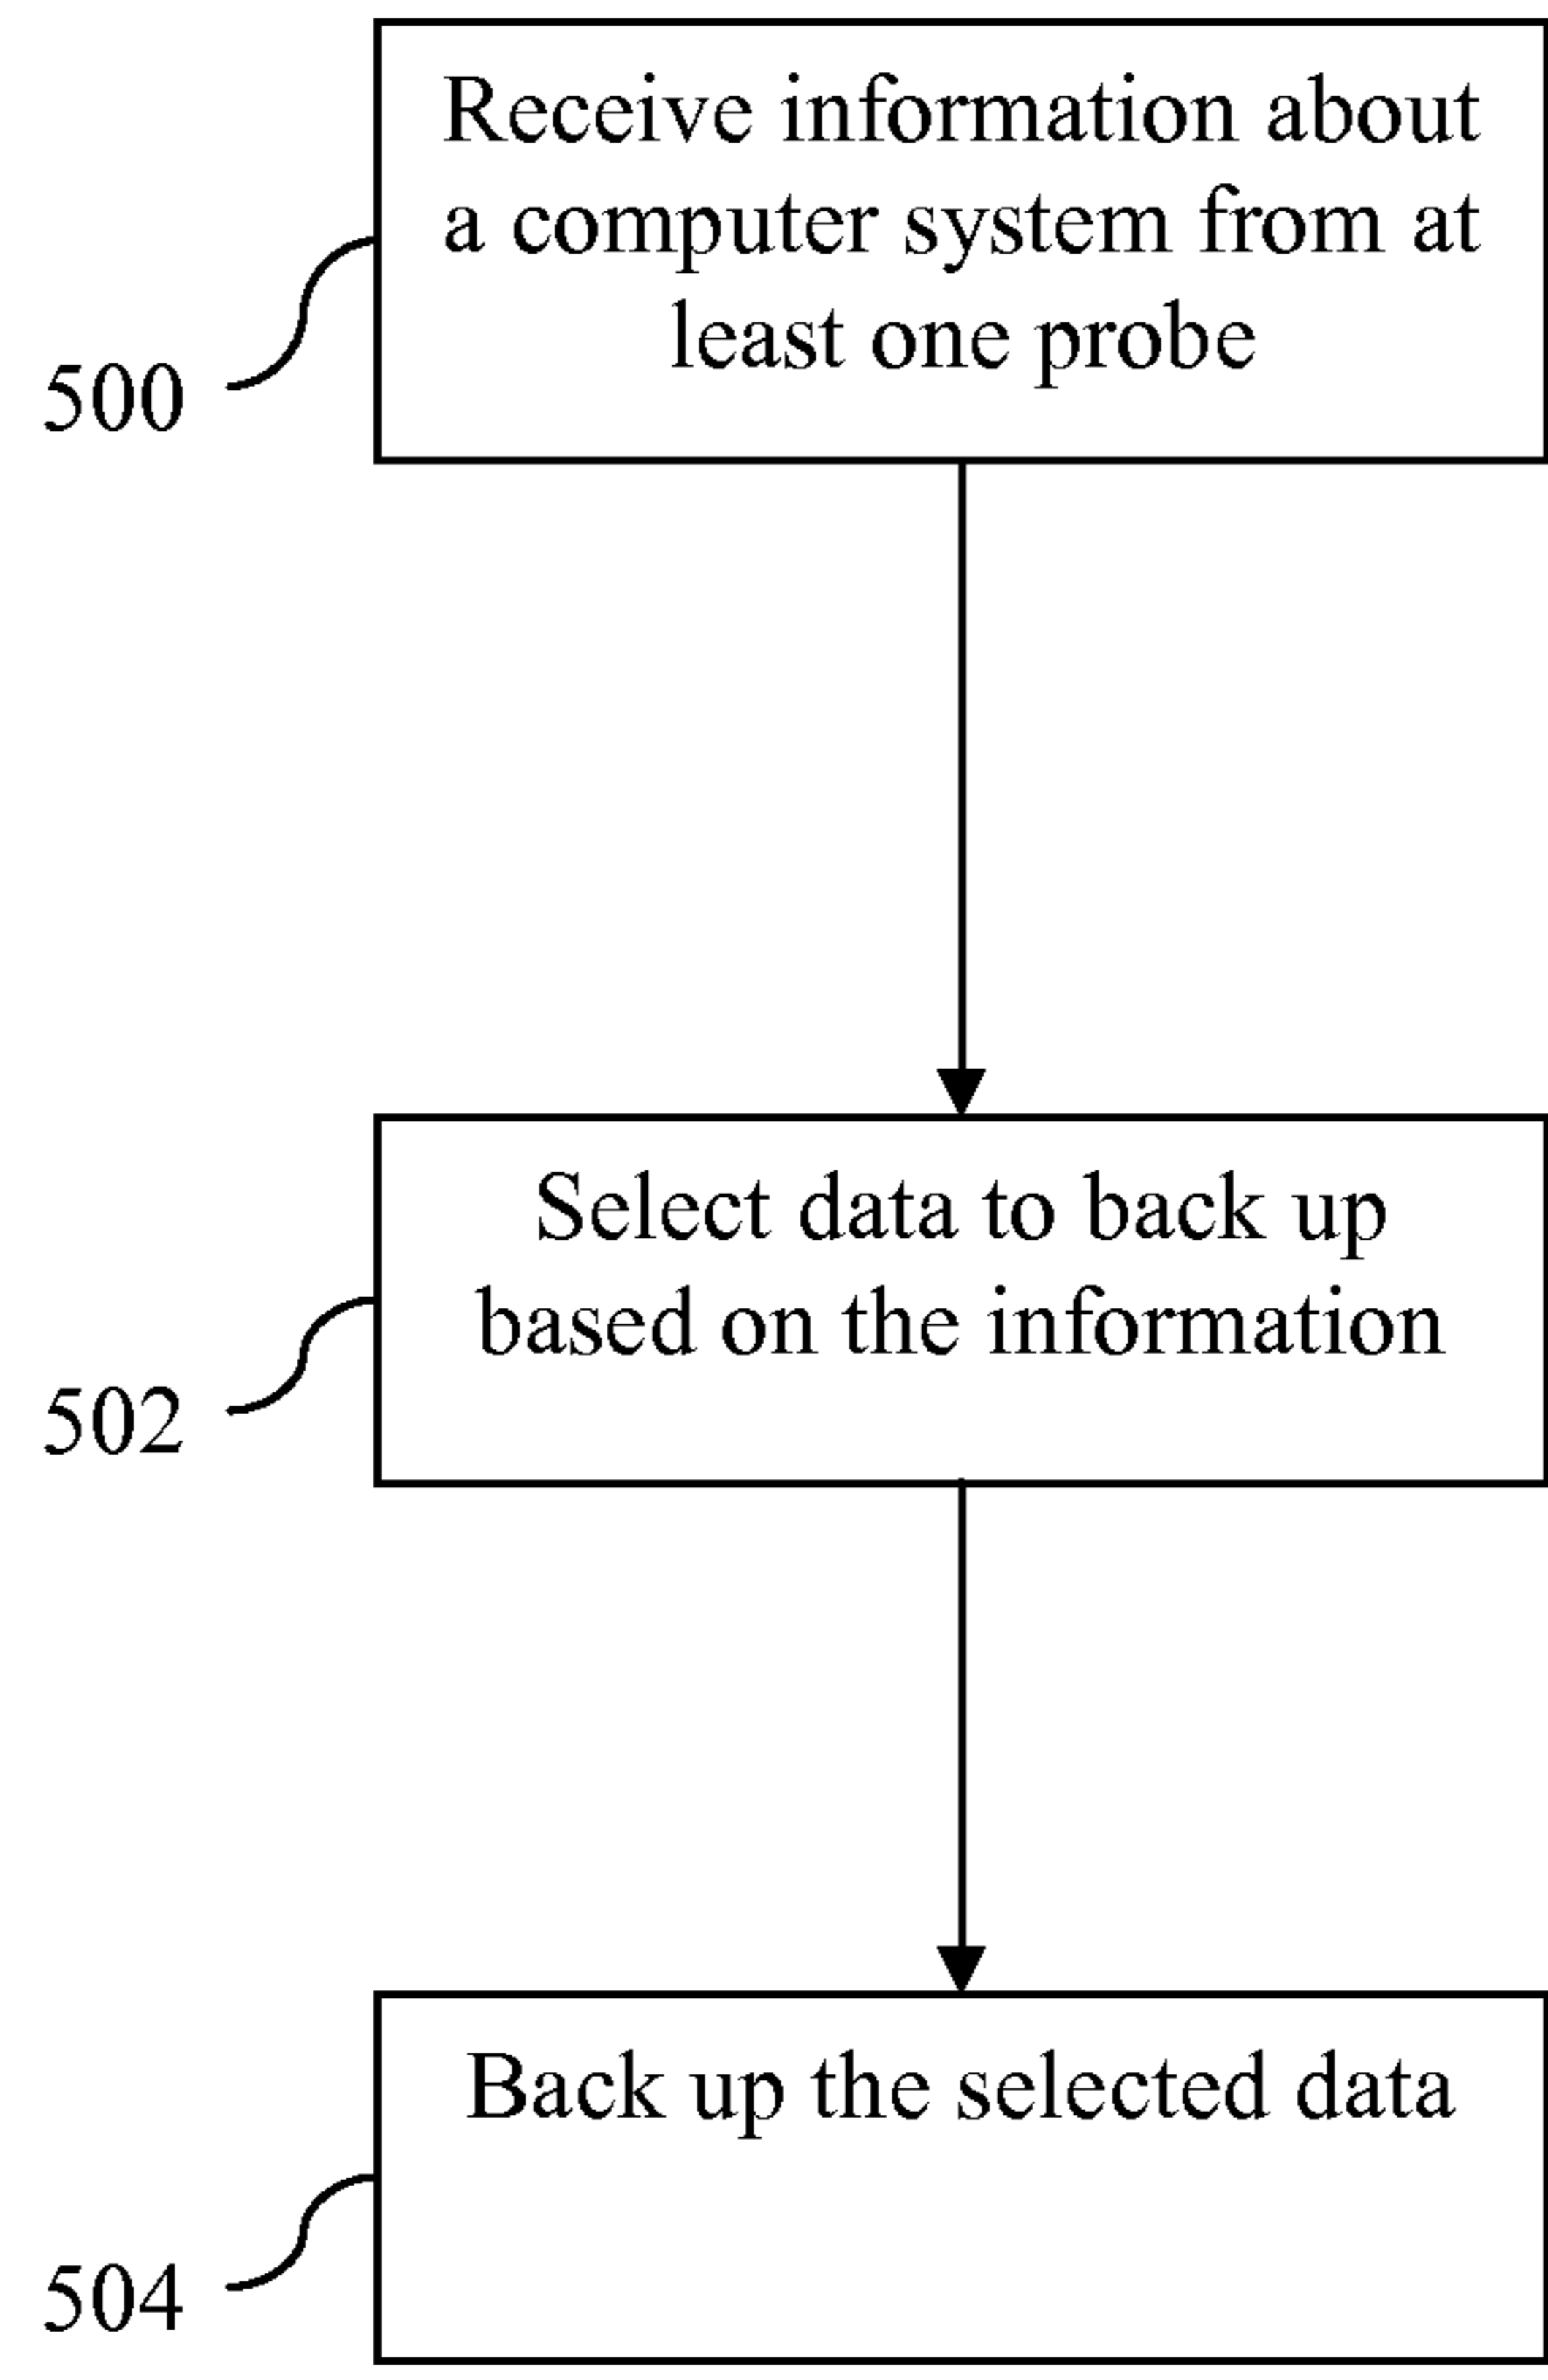 Receive information about
a computer system from at
least one probe
500
Select data to back up
based on the information
502
Back up the selected data
504